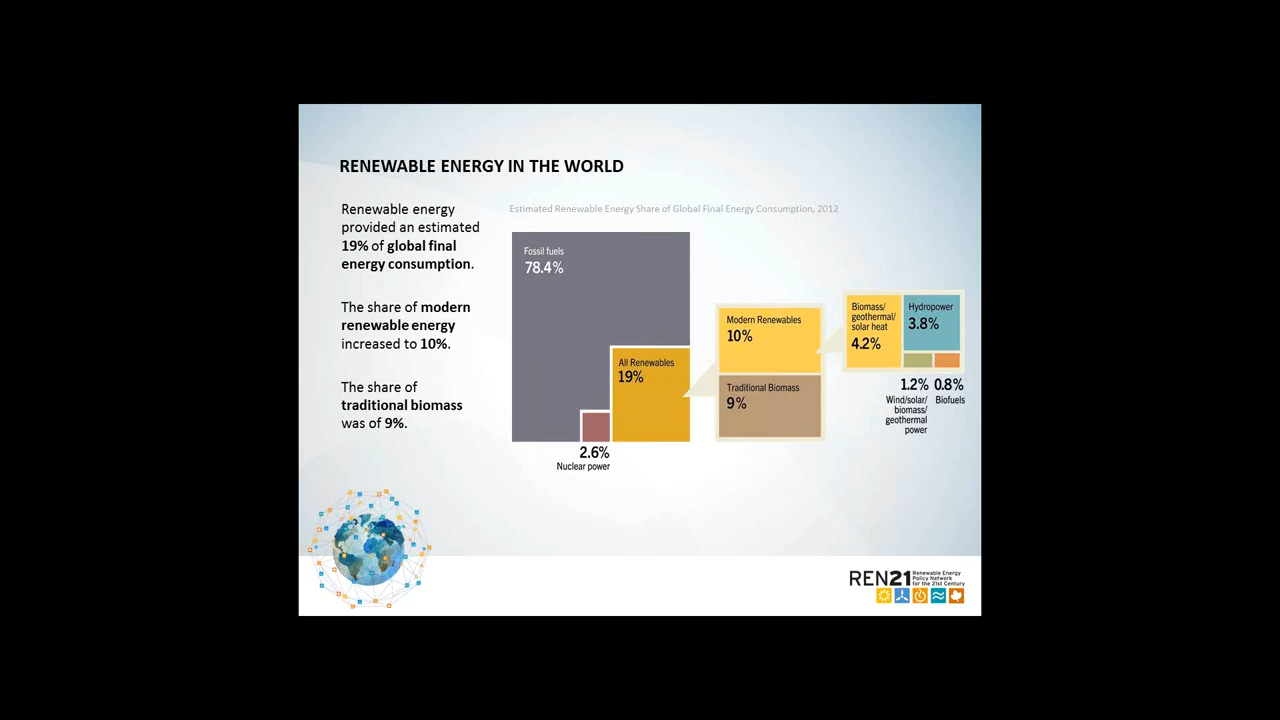 RENEWABLE ENERGY IN THE WORLD
Renewable energy
provided an estimated
19% of global final
energy consumption.
The share of modern
renewable energy
increased to 10%.
The share of
traditional biomass
was of 9%.
Estimated Renewable Energy Share of Global Final Energy Consumption, 2012
Fossil fuels
78.4%
All Renewables
19%
2.6%
Nuclear power
Modern Renewables
10%
Traditional Biomass
9%
Biomass/
geothermal/
solar heat
4.2%
Hydropower
3.8%
1.2%
Wind/solar/
biomass/
geothermal
power
0.8%
Biofuels
REN21
Renewable Energy
Policy Network
for the 21st Century